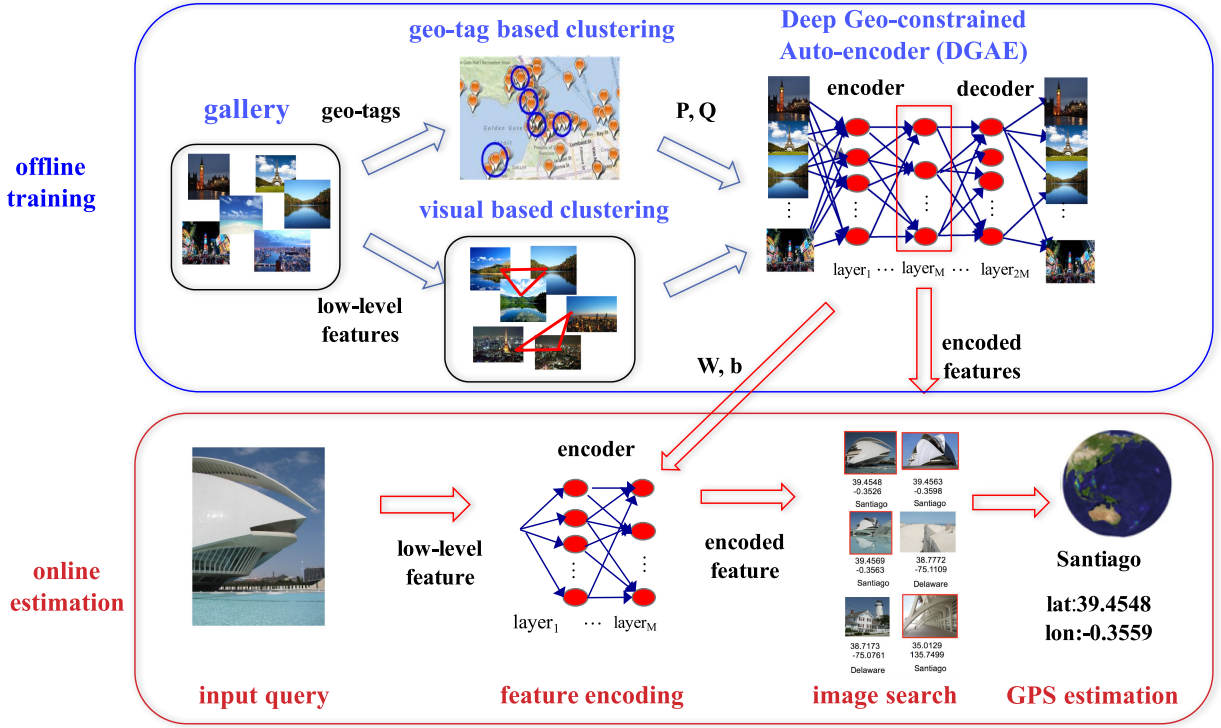 offline
training
gallery
geo-tags
low-level
features
geo-tag based clustering
visual based clustering
P, Q
Deep Geo-constrained
Auto-encoder (DGAE)
encoder
decoder
layer1 ... layerM ... layer2M
W, b
encoded
features
online
estimation
input query
low-level
feature
encoder
layer1 ... layerM
feature encoding
encoded
feature
39.4548
-0.3526
Santiago
39.4563
-0.3598
Santiago
39.4569
-0.3563
Santiago
38.7772
-75.1109
Delaware
38.7173
-75.0761
Delaware
35.0129
135.7499
Santiago
image search
Santiago
lat:39.4548
lon:-0.3559
GPS estimation